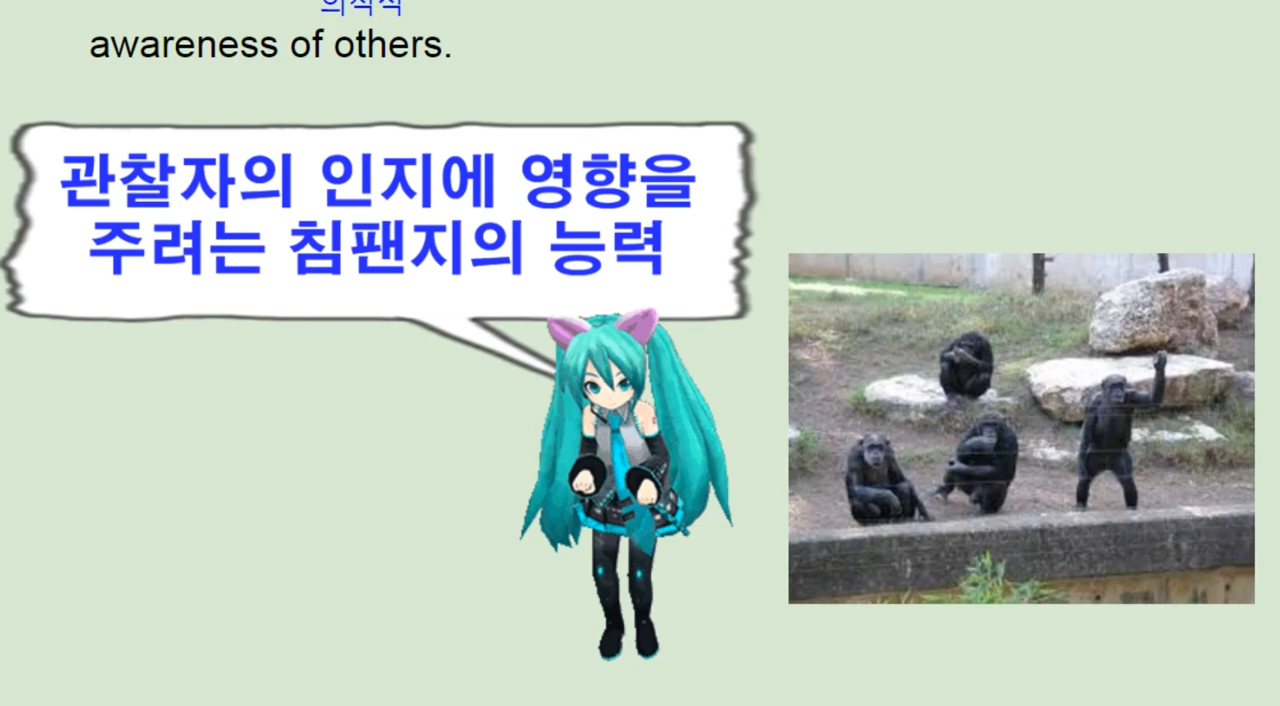 awareness of others.
관찰자의 인지에 영향을
주려는 침팬지의 능력